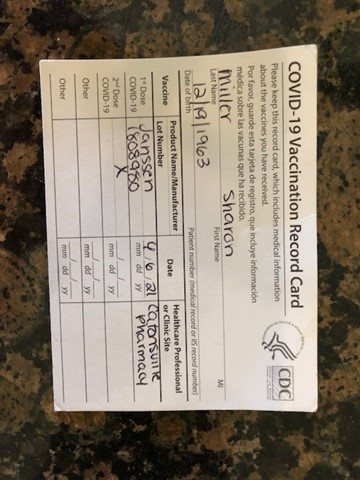 COVID-19 Vaccination Record Card
Please keep this record card, which includes medical information
about the vaccines you have received.
Por favor, guarde esta tarjeta de registro, que incluye información
médica sobre las vacunas que ha recibido.
CDC
Miller Sharon
Last Name First Name MI
12/19/1963
Date of birth Patient number (medical record or IIS record number)
Vaccine Product Name/Manufacturer Date Healthcare Professional
Lot Number or Clinic Site
1st Dose Janssen 4/6/21 Catonsville
COVID-19 1808980 mm dd yy Pharmacy
2nd Dose X / /
COVID-19 mm dd yy
Other / /
mm dd yy
Other / /
mm dd yy